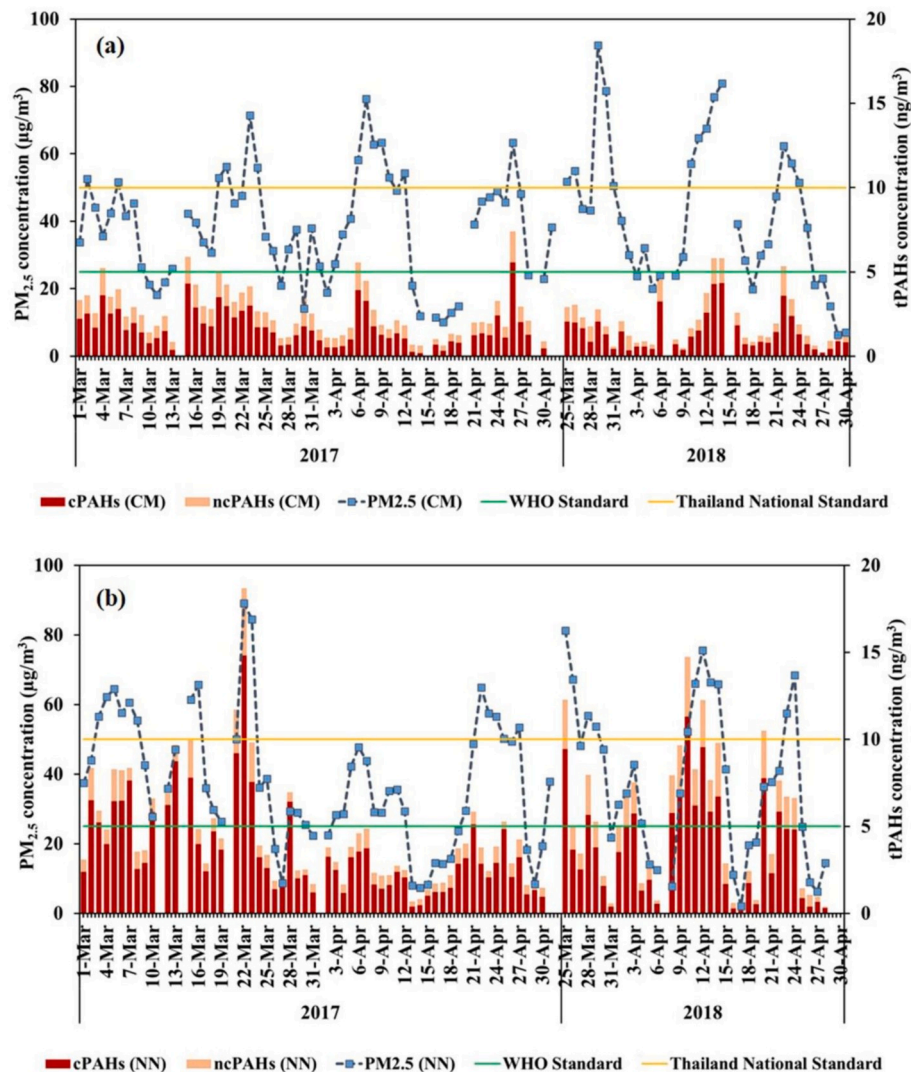 (a)
PM2.5 concentration (µg/m³)
100
80
60
40
20
0
20
15
10
5
0
tPAHs concentration (ng/m³)
1-Mar 4-Mar 7-Mar 10-Mar 13-Mar 16-Mar 19-Mar 22-Mar 25-Mar 28-Mar 31-Mar 3-Apr 6-Apr 9-Apr 12-Apr 15-Apr 18-Apr 21-Apr 24-Apr 27-Apr 30-Apr 25-Mar 28-Mar 31-Mar 3-Apr 6-Apr 9-Apr 12-Apr 15-Apr 18-Apr 21-Apr 24-Apr 27-Apr 30-Apr
2017 2018
cPAHs (CM) ncPAHs (CM) PM2.5 (CM) WHO Standard Thailand National Standard
(b)
PM2.5 concentration (µg/m³)
100
80
60
40
20
0
20
15
10
5
0
tPAHs concentration (ng/m³)
1-Mar 4-Mar 7-Mar 10-Mar 13-Mar 16-Mar 19-Mar 22-Mar 25-Mar 28-Mar 31-Mar 3-Apr 6-Apr 9-Apr 12-Apr 15-Apr 18-Apr 21-Apr 24-Apr 27-Apr 30-Apr 25-Mar 28-Mar 31-Mar 3-Apr 6-Apr 9-Apr 12-Apr 15-Apr 18-Apr 21-Apr 24-Apr 27-Apr 30-Apr
2017 2018
cPAHs (NN) ncPAHs (NN) PM2.5 (NN) WHO Standard Thailand National Standard